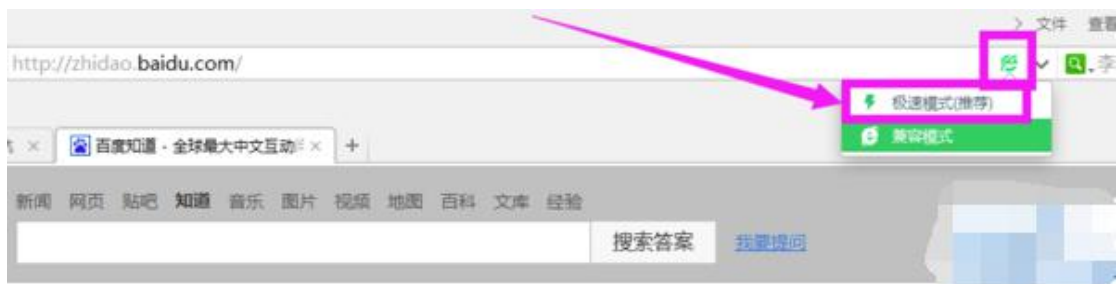 > 文件 查看
http://zhidao.baidu.com/
极速模式(推荐)
兼容模式
百度知道 - 全球最大中文互动
新闻 网页 贴吧 知道 音乐 图片 视频 地图 百科 文库 经验
搜索答案 我要提问